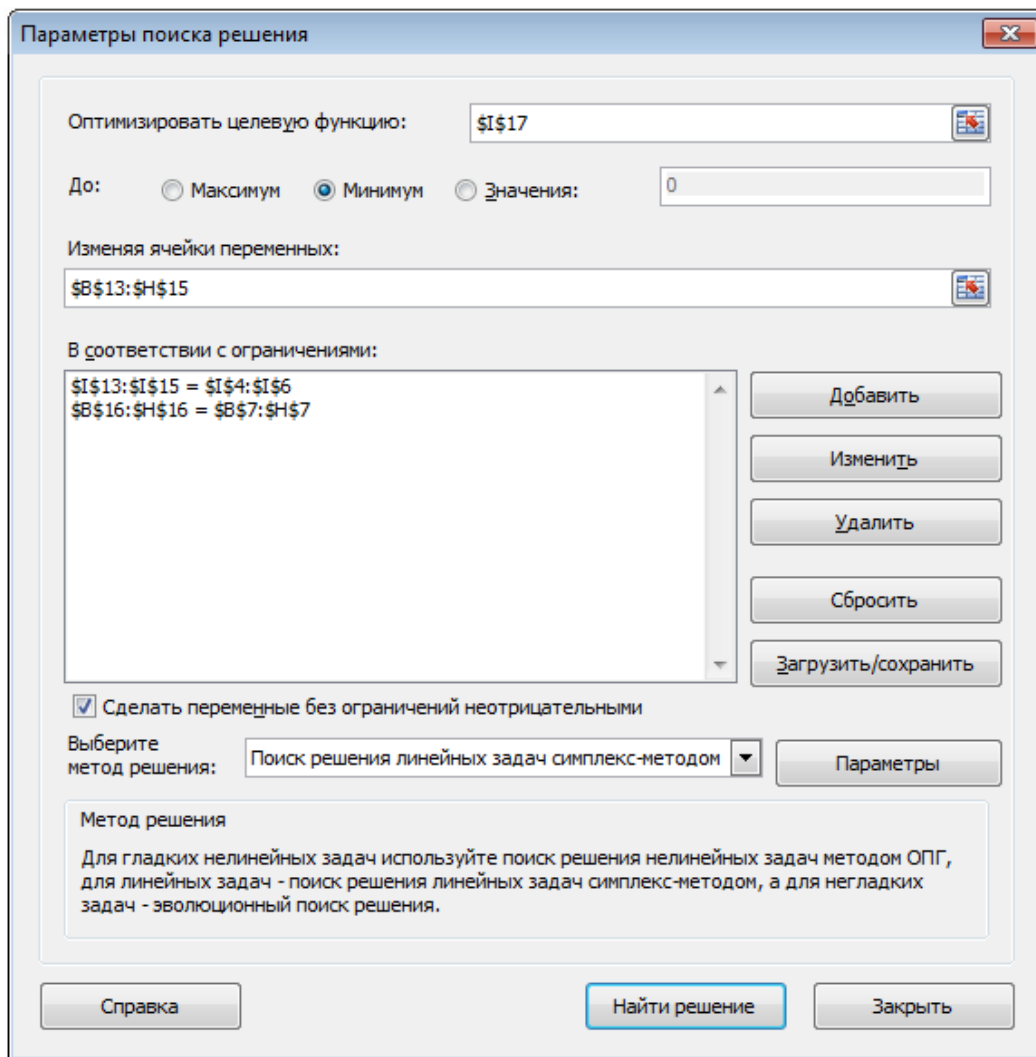 Параметры поиска решения
Оптимизировать целевую функцию: $I$17
До: Максимум Минимум Значения: 0
Изменяя ячейки переменных:
$B$13:$H$15
В соответствии с ограничениями:
$I$13:$I$15 = $I$4:$I$6
$B$16:$H$16 = $B$7:$H$7
Добавить
Изменить
Удалить
Сбросить
Загрузить/сохранить
Сделать переменные без ограничений неотрицательными
Выберите
метод решения:
Поиск решения линейных задач симплекс-методом
Параметры
Метод решения
Для гладких нелинейных задач используйте поиск решения нелинейных задач методом ОПГ,
для линейных задач - поиск решения линейных задач симплекс-методом, а для негладких
задач - эволюционный поиск решения.
Справка
Найти решение
Закрыть